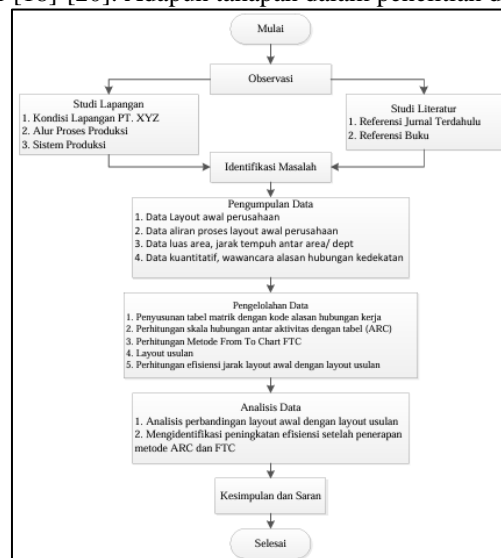 [18]-[20]. Adapun tahapan dalam penelitian
Mulai
Observasi
Studi Lapangan
1. Kondisi Lapangan PT. XYZ
2. Alur Proses Produksi
3. Sistem Produksi
Studi Literatur
1. Referensi Jurnal Terdahulu
2. Referensi Buku
Identifikasi Masalah
Pengumpulan Data
1. Data Layout awal perusahaan
2. Data aliran proses layout awal perusahaan
3. Data luas area, jarak tempuh antar area/ dept
4. Data kuantitatif, wawancara alasan hubungan kedekatan
Pengelolahan Data
1. Penyusunan tabel matrik dengan kode alasan hubungan kerja
2. Perhitungan skala hubungan antar aktivitas dengan tabel (ARC)
3. Perhitungan Metode From To Chart FTC
4. Layout usulan
5. Perhitungan efisiensi jarak layout awal dengan layout usulan
Analisis Data
1. Analisis perbandingan layout awal dengan layout usulan
2. Mengidentifikasi peningkatan efisiensi setelah penerapan
metode ARC dan FTC
Kesimpulan dan Saran
Selesai